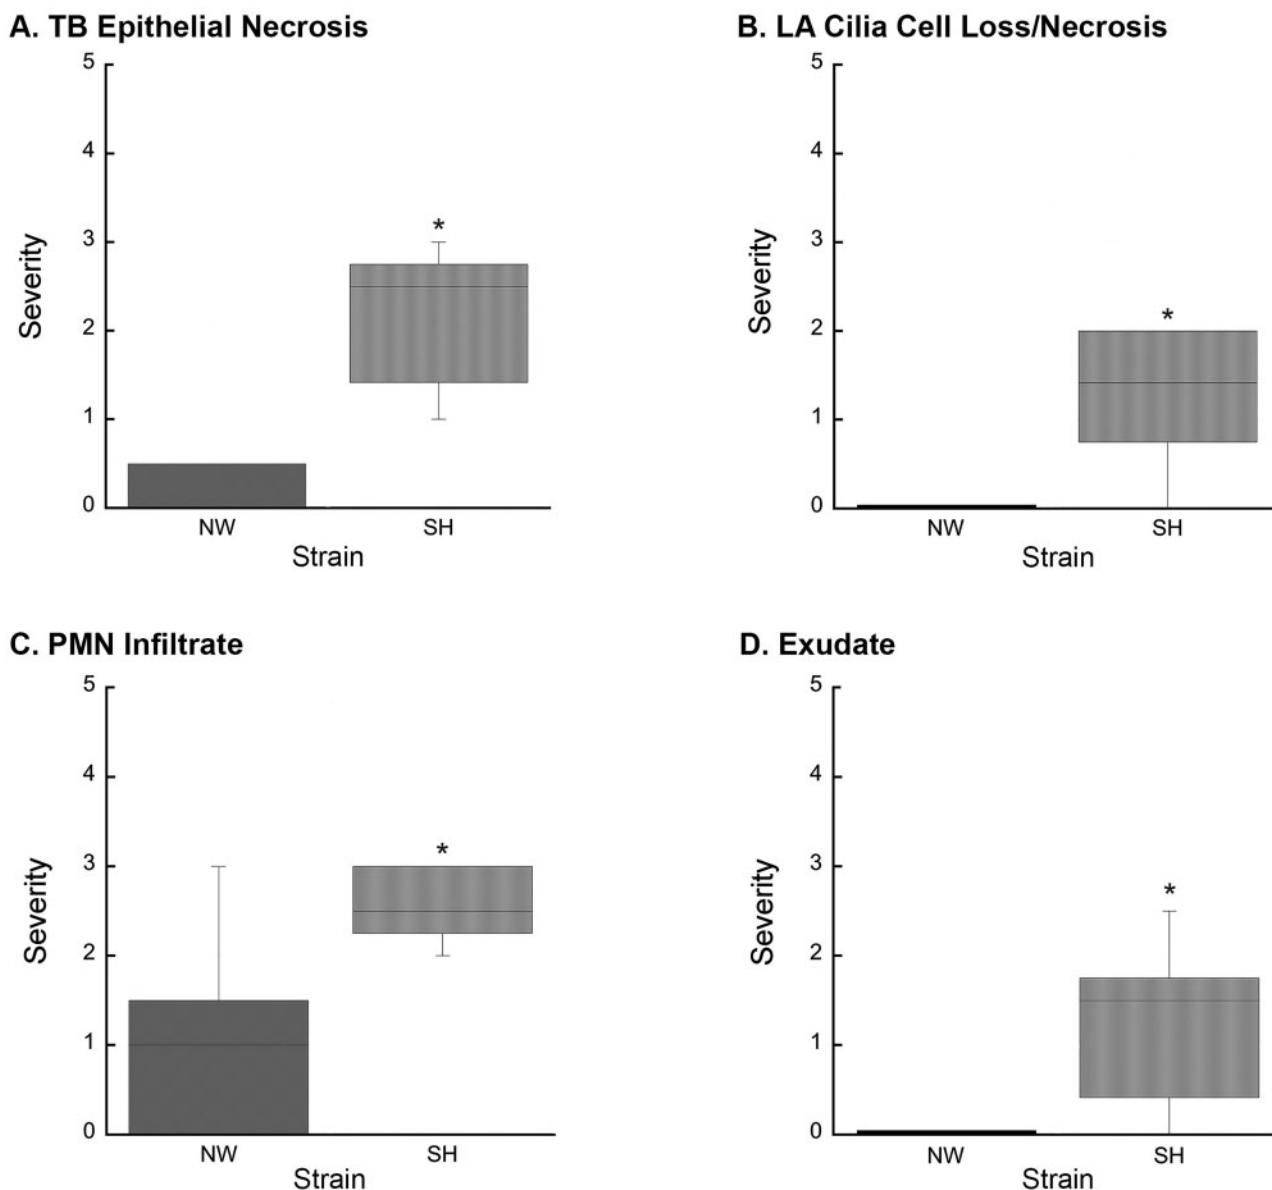 A. TB Epithelial Necrosis
5
4
3
2
1
0
Severity
*
NW
SH
Strain
B. LA Cilia Cell Loss/Necrosis
5
4
3
2
1
0
Severity
*
NW
SH
Strain
C. PMN Infiltrate
5
4
3
2
1
0
Severity
*
NW
SH
Strain
D. Exudate
5
4
3
2
1
0
Severity
*
NW
SH
Strain